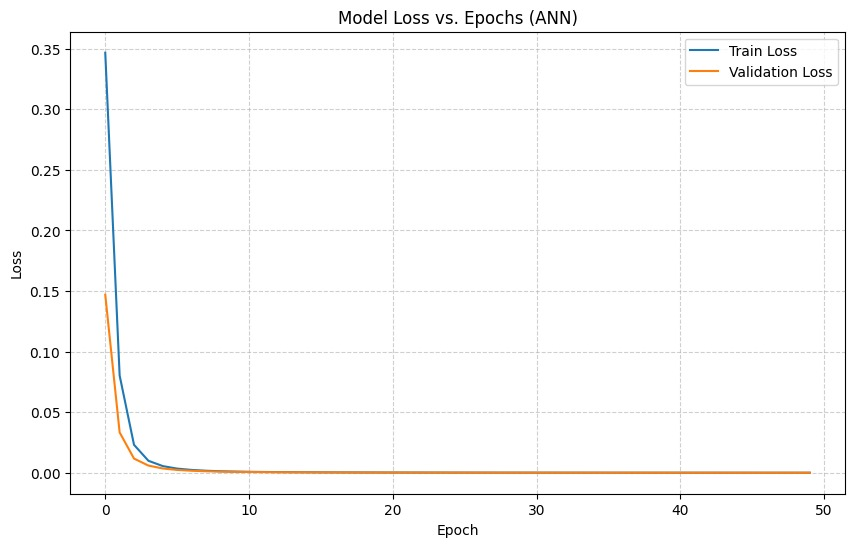 Model Loss vs. Epochs (ANN)
Train Loss
Validation Loss
0.35
0.30
0.25
0.20
0.15
0.10
0.05
0.00
Loss
0 10 20 30 40 50
Epoch